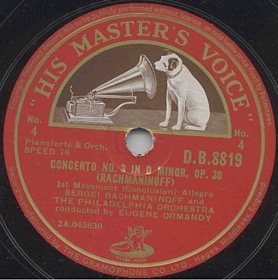 "HIS MASTER'S VOICE"
No.
4
No.
4
Pianoforte & Orch.
SPEED 78
D.B.8819
CONCERTO NO. 3 IN D MINOR, OP. 30
(RACHMANINOFF)
1st Movement (Conclusion) Allegro
SERGEI RACHMANINOFF and
THE PHILADELPHIA ORCHESTRA
conducted by EUGENE ORMANDY
2A.045630
THE GRAMOPHONE CO LTD